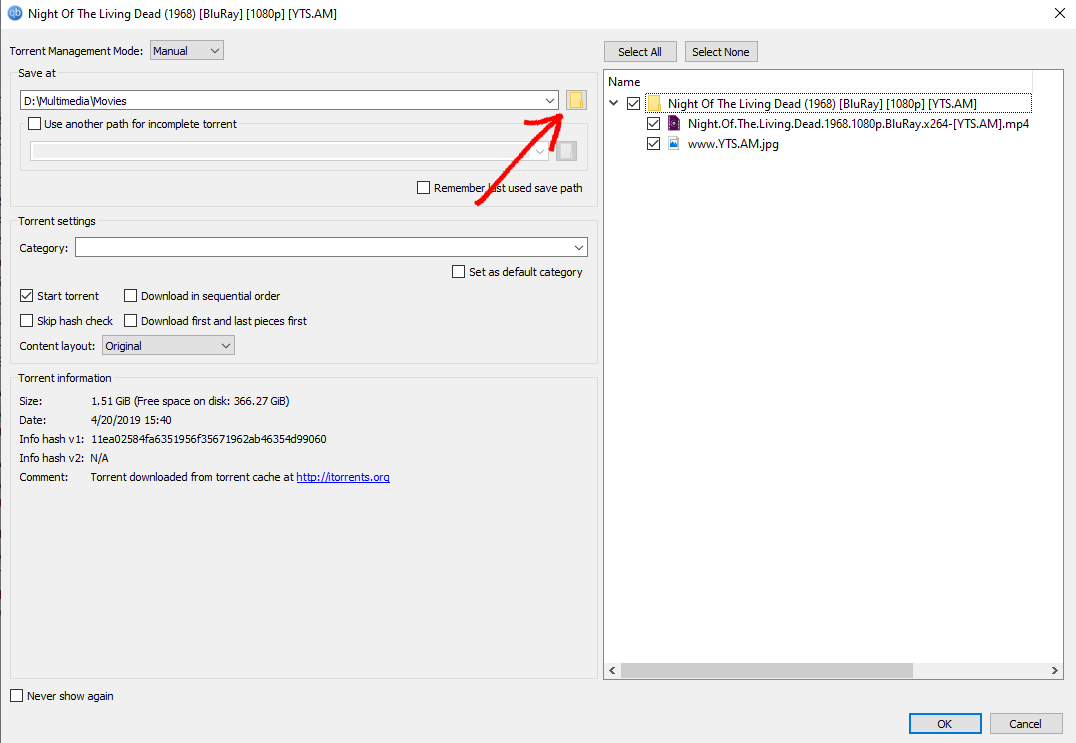 Night Of The Living Dead (1968) [BluRay] [1080p] [YTS.AM]
Torrent Management Mode: Manual
Save at
D:\Multimedia\Movies
Use another path for incomplete torrent
Remember last used save path
Torrent settings
Category:
Set as default category
Start torrent Download in sequential order
Skip hash check Download first and last pieces first
Content layout: Original
Torrent information
Size: 1.51 GiB (Free space on disk: 366.27 GiB)
Date: 4/20/2019 15:40
Info hash v1: 11ea02584fa6351956f35671962ab46354d99060
Info hash v2: N/A
Comment: Torrent downloaded from torrent cache at http://itorrents.org
Never show again
Select All Select None
Name
Night Of The Living Dead (1968) [BluRay] [1080p] [YTS.AM]
Night.Of.The.Living.Dead.1968.1080p.BluRay.x264-[YTS.AM].mp4
www.YTS.AM.jpg
OK Cancel